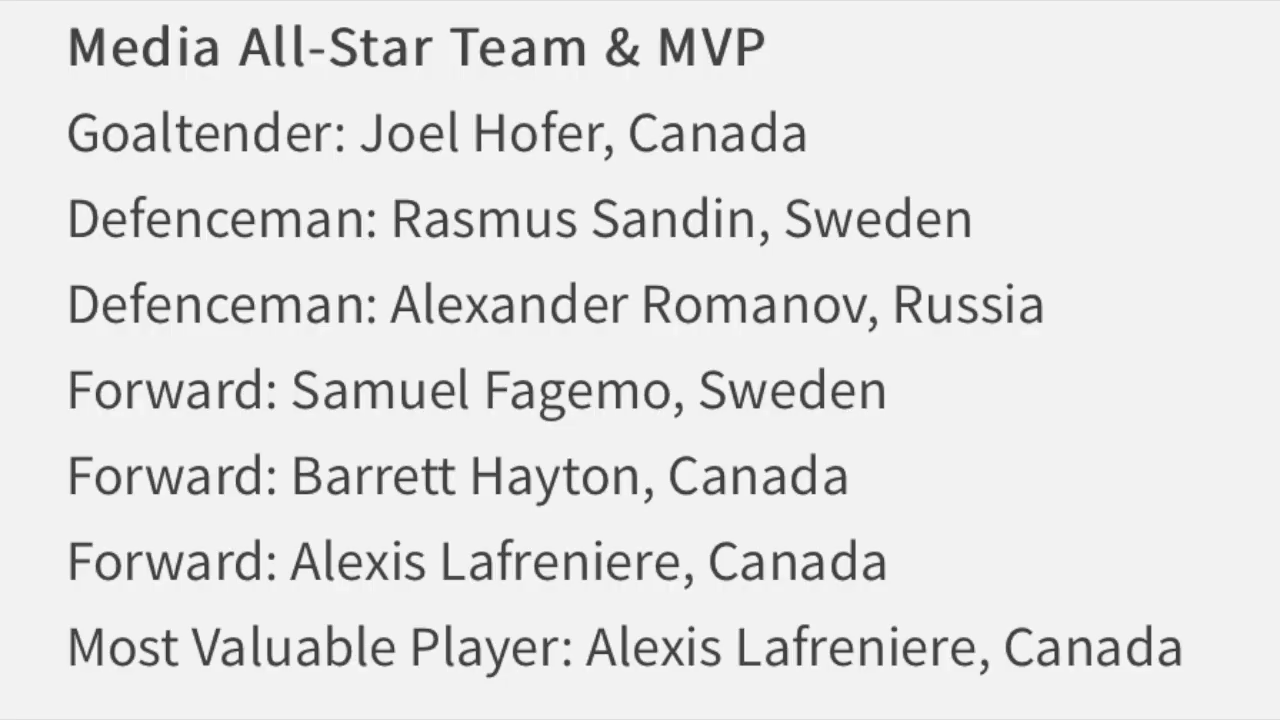 Media All-Star Team & MVP
Goaltender: Joel Hofer, Canada
Defenceman: Rasmus Sandin, Sweden
Defenceman: Alexander Romanov, Russia
Forward: Samuel Fagemo, Sweden
Forward: Barrett Hayton, Canada
Forward: Alexis Lafreniere, Canada
Most Valuable Player: Alexis Lafreniere, Canada